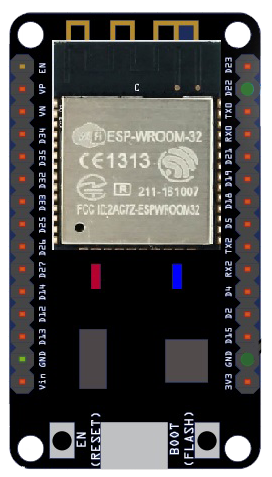 EN
VP
VN
D34
D35
D32
D33
D25
D26
D27
D14
D12
D13
GND
Vin
ESP-WROOM-32
CE1313
R 211-161007
FCC ID:2AC7Z-ESPWROOM32
D23
D22
TX0
RX0
D21
D19
D18
D5
TX2
RX2
D4
D2
D15
GND
3V3
EN
(RESET)
BOOT
(FLASH)